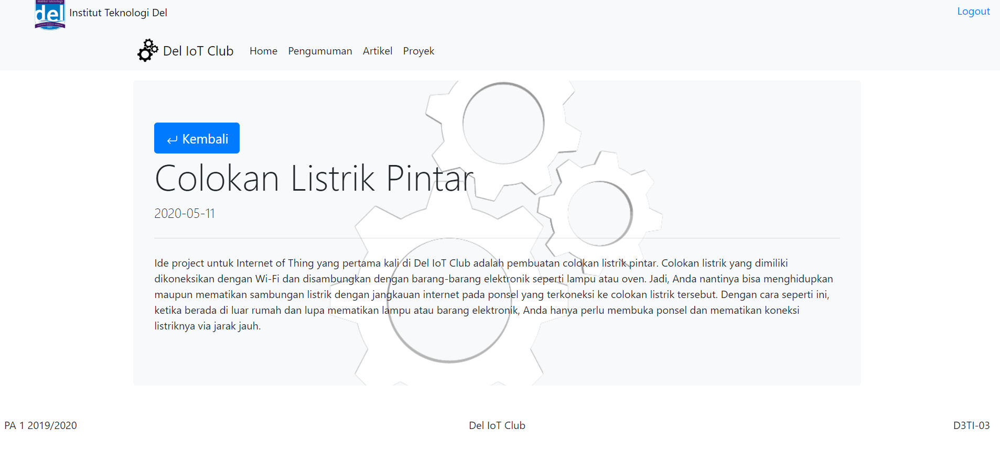 institut teknologi
del
Institut Teknologi Del
Logout
Del IoT Club
Home Pengumuman Artikel Proyek
Kembali
Colokan Listrik Pintar
2020-05-11
Ide project untuk Internet of Thing yang pertama kali di Del IoT Club adalah pembuatan colokan listrik pintar. Colokan listrik yang dimiliki
dikoneksikan dengan Wi-Fi dan disambungkan dengan barang-barang elektronik seperti lampu atau oven. Jadi, Anda nantinya bisa menghidupkan
maupun mematikan sambungan listrik dengan jangkauan internet pada ponsel yang terkoneksi ke colokan listrik tersebut. Dengan cara seperti ini,
ketika berada di luar rumah dan lupa mematikan lampu atau barang elektronik, Anda hanya perlu membuka ponsel dan mematikan koneksi
listriknya via jarak jauh.
PA 1 2019/2020
Del IoT Club
D3TI-03